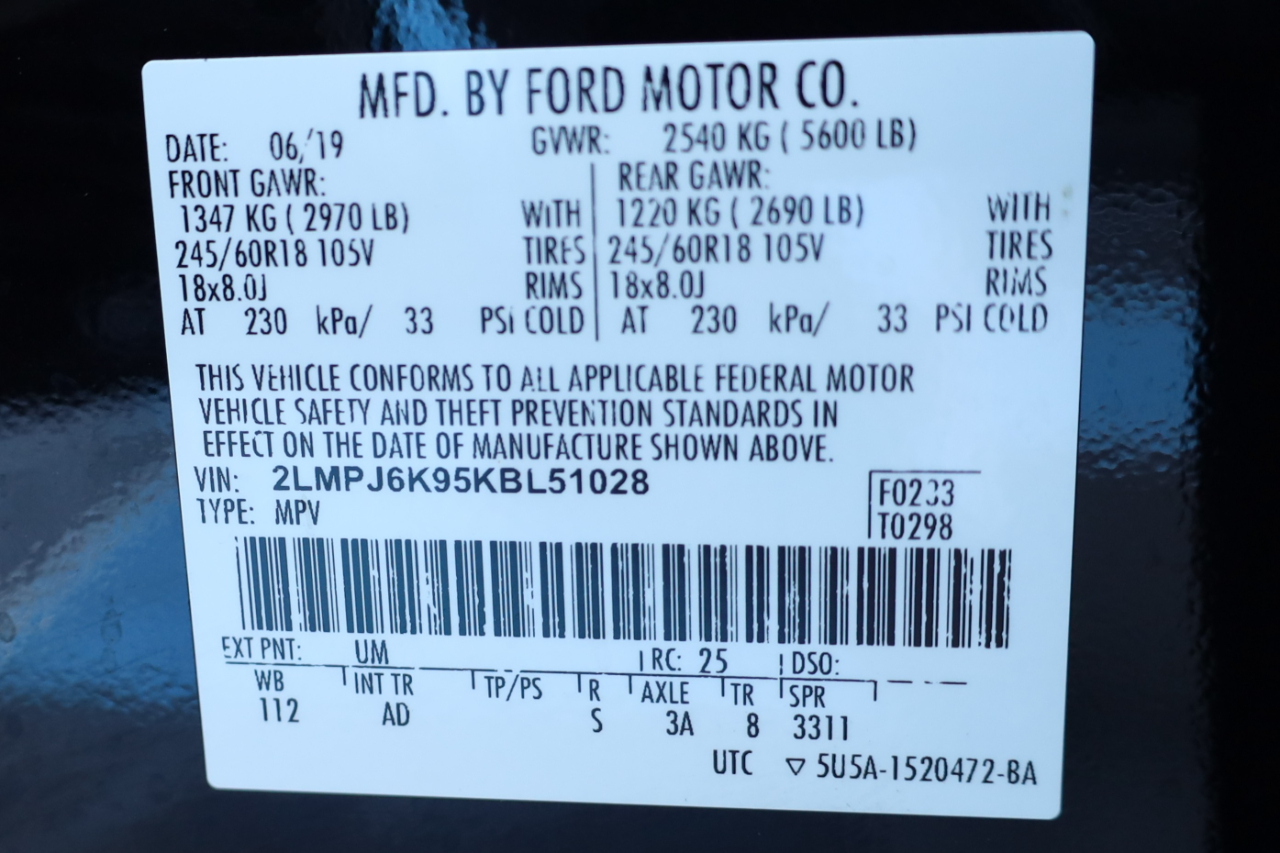 MFD. BY FORD MOTOR CO.
DATE: 06/19 GVWR: 2540 KG ( 5600 LB)
FRONT GAWR: REAR GAWR:
1347 KG ( 2970 LB) WITH 1220 KG ( 2690 LB) WITH
245/60R18 105V TIRES 245/60R18 105V TIRES
18x8.0J RIMS 18x8.0J RIMS
AT 230 kPa/ 33 PSI COLD AT 230 kPa/ 33 PSI COLD
THIS VEHICLE CONFORMS TO ALL APPLICABLE FEDERAL MOTOR
VEHICLE SAFETY AND THEFT PREVENTION STANDARDS IN
EFFECT ON THE DATE OF MANUFACTURE SHOWN ABOVE.
VIN: 2LMPJ6K95KBL51028
TYPE: MPV
T0298
EXT PNT: UM RC: 25 DSO:
WB INT TR TP/PS R AXLE TR SPR
112 AD S 3A 8 3311
UTC ▽ 5U5A-1520472-BA